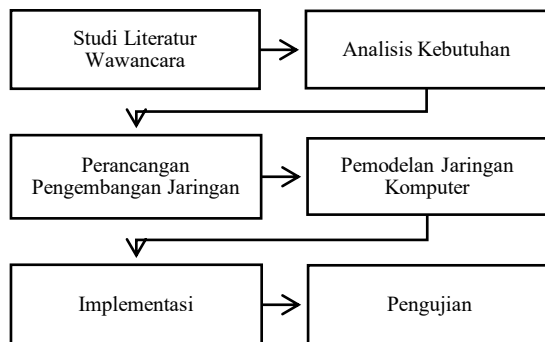 Studi Literatur
Wawancara
Analisis Kebutuhan
Perancangan
Pengembangan Jaringan
Pemodelan Jaringan
Komputer
Implementasi
Pengujian